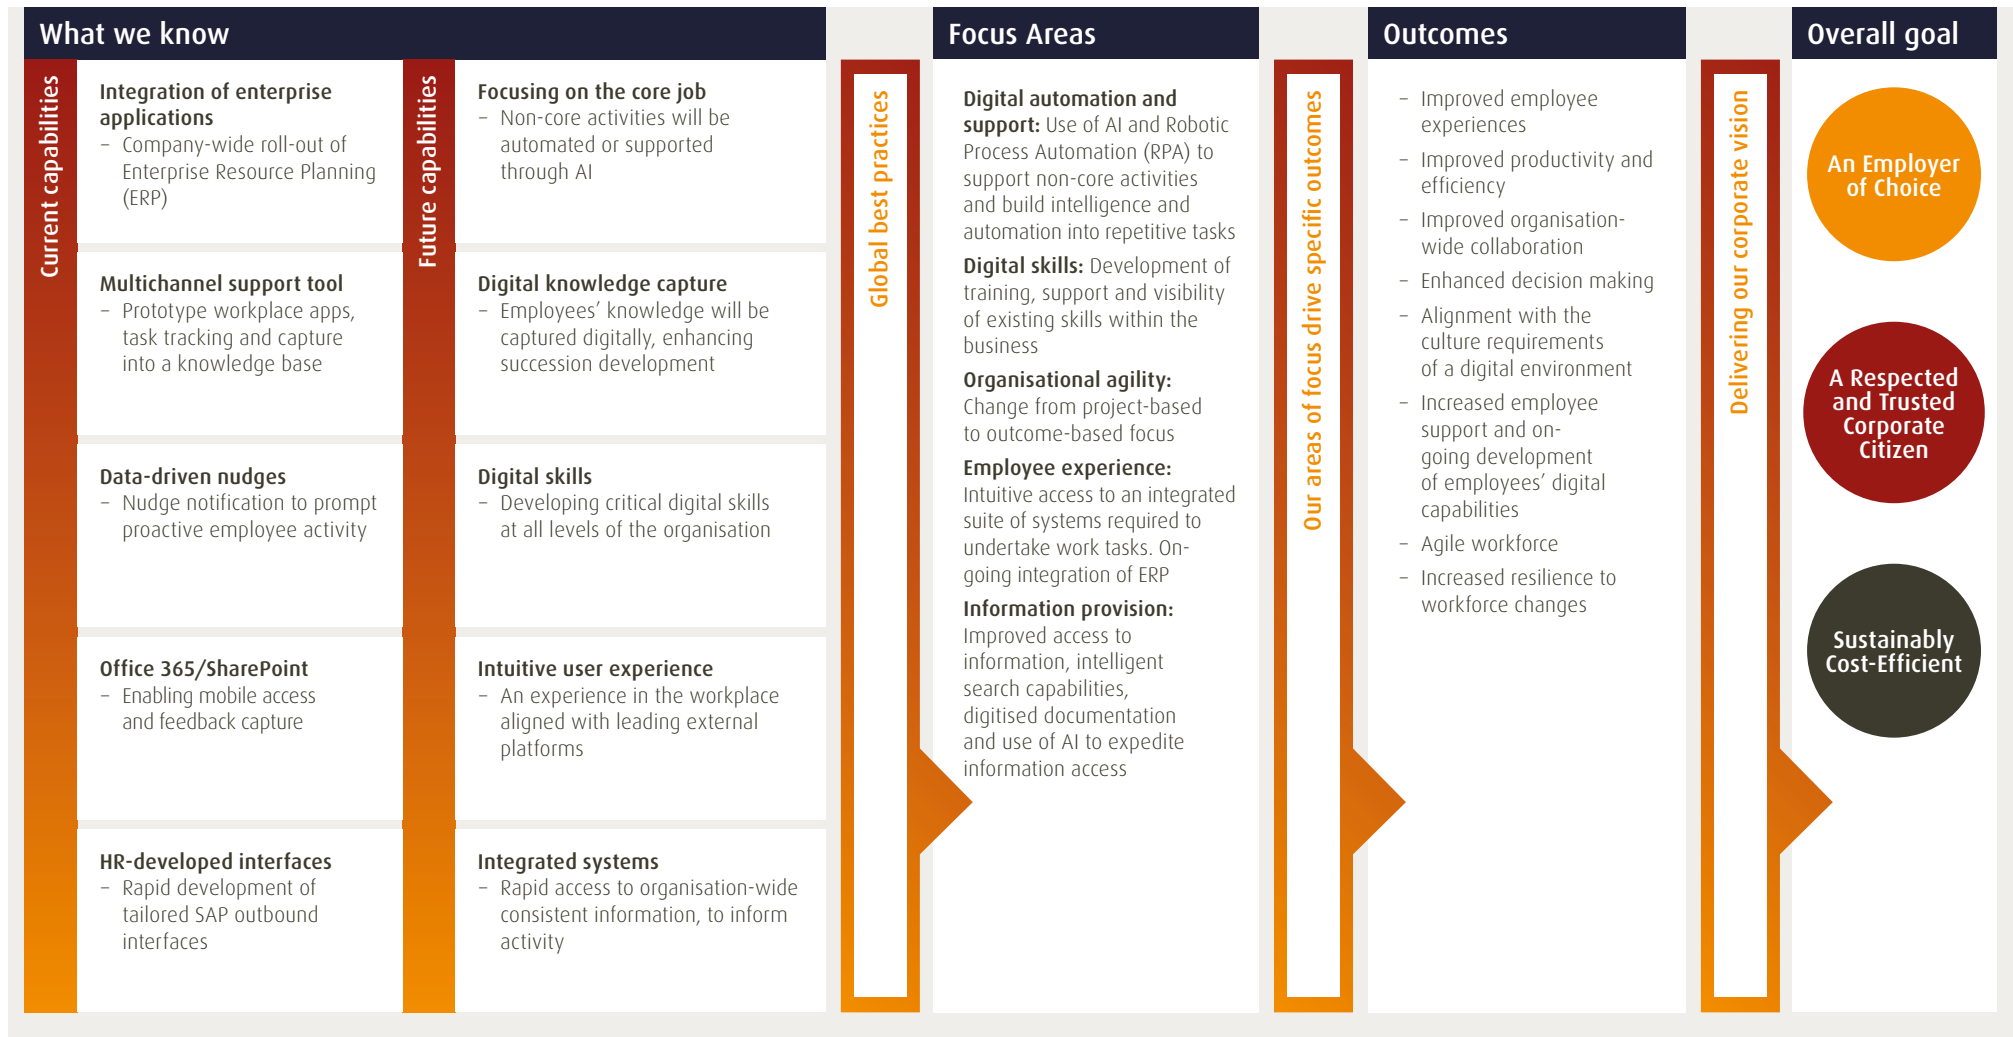 What we know
Current capabilities
Integration of enterprise
applications
– Company-wide roll-out of
Enterprise Resource Planning
(ERP)
Multichannel support tool
– Prototype workplace apps,
task tracking and capture
into a knowledge base
Data-driven nudges
– Nudge notification to prompt
proactive employee activity
Office 365/SharePoint
– Enabling mobile access
and feedback capture
HR-developed interfaces
– Rapid development of
tailored SAP outbound
interfaces
Future capabilities
Focusing on the core job
– Non-core activities will be
automated or supported
through AI
Digital knowledge capture
– Employees’ knowledge will be
captured digitally, enhancing
succession development
Digital skills
– Developing critical digital skills
at all levels of the organisation
Intuitive user experience
– An experience in the workplace
aligned with leading external
platforms
Integrated systems
– Rapid access to organisation-wide
consistent information, to inform
activity
Global best practices
Focus Areas
Digital automation and
support: Use of AI and Robotic
Process Automation (RPA) to
support non-core activities
and build intelligence and
automation into repetitive tasks
Digital skills: Development of
training, support and visibility
of existing skills within the
business
Organisational agility:
Change from project-based
to outcome-based focus
Employee experience:
Intuitive access to an integrated
suite of systems required to
undertake work tasks. On-
going integration of ERP
Information provision:
Improved access to
information, intelligent
search capabilities,
digitised documentation
and use of AI to expedite
information access
Our areas of focus drive specific outcomes
Outcomes
– Improved employee
experiences
– Improved productivity and
efficiency
– Improved organisation-
wide collaboration
– Enhanced decision making
– Alignment with the
culture requirements
of a digital environment
– Increased employee
support and on-
going development
of employees’ digital
capabilities
– Agile workforce
– Increased resilience to
workforce changes
Delivering our corporate vision
Overall goal
An Employer
of Choice
A Respected
and Trusted
Corporate
Citizen
Sustainably
Cost-Efficient